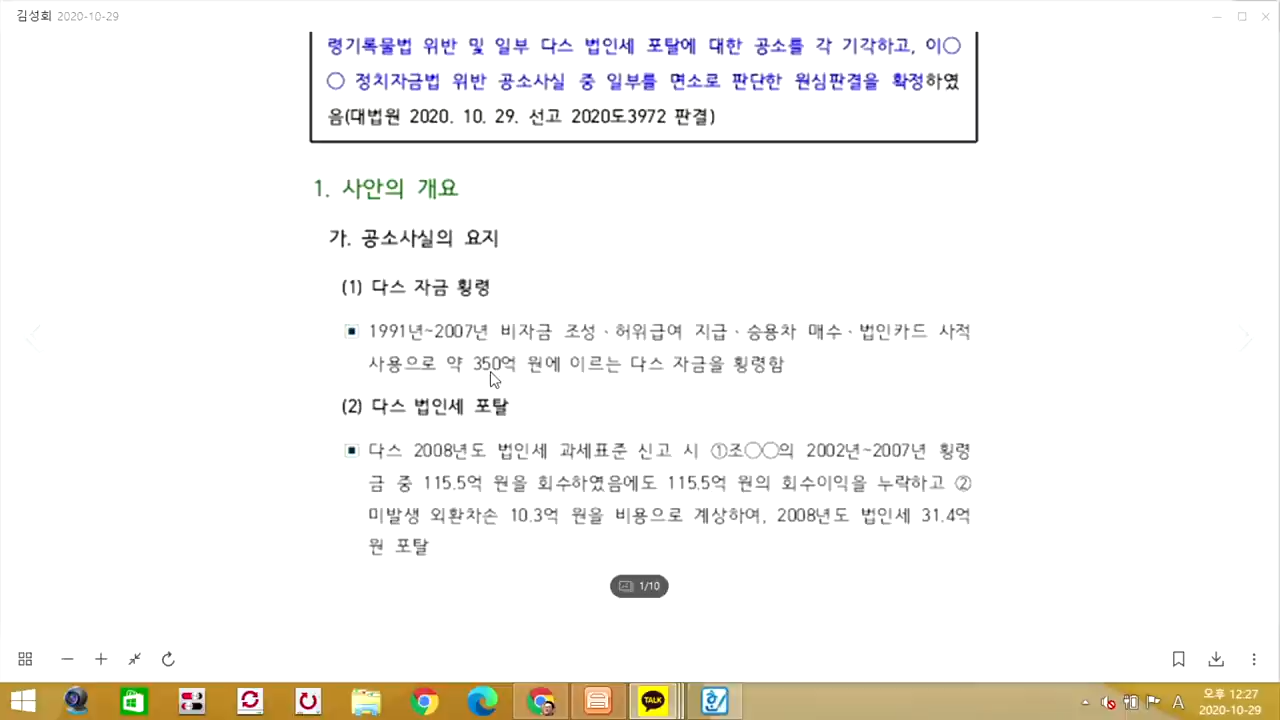 김성회 2020-10-29
령기록물법 위반 및 일부 다스 법인세 포탈에 대한 공소를 각 기각하고, 이○
○ 정치자금법 위반 공소사실 중 일부를 면소로 판단한 원심판결을 확정하였
음(대법원 2020. 10. 29. 선고 2020도3972 판결)
1. 사안의 개요
가. 공소사실의 요지
(1) 다스 자금 횡령
▪ 1991년~2007년 비자금 조성·허위급여 지급·승용차 매수·법인카드 사적
사용으로 약 350억 원에 이르는 다스 자금을 횡령함
(2) 다스 법인세 포탈
▪ 다스 2008년도 법인세 과세표준 신고 시 ①조○○의 2002년~2007년 횡령
금 중 115.5억 원을 회수하였음에도 115.5억 원의 회수이익을 누락하고 ②
미발생 외환차손 10.3억 원을 비용으로 계상하여, 2008년도 법인세 31.4억
원 포탈
1/10
TALK
A
오후 12:27
2020-10-29